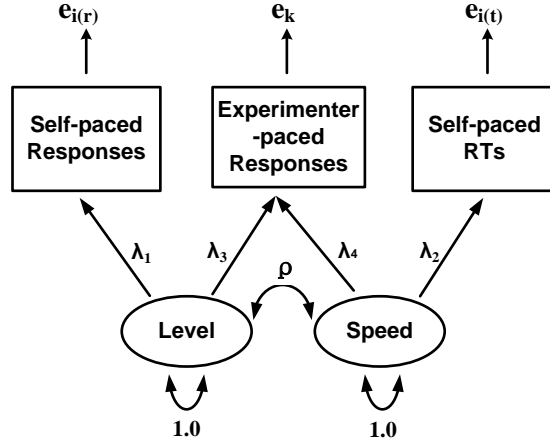 e_i(r) e_k e_i(t)
Self-paced
Responses
Experimenter
-paced
Responses
Self-paced
RTs
λ₁ λ₃ λ₄ λ₂
ρ
Level Speed
1.0 1.0